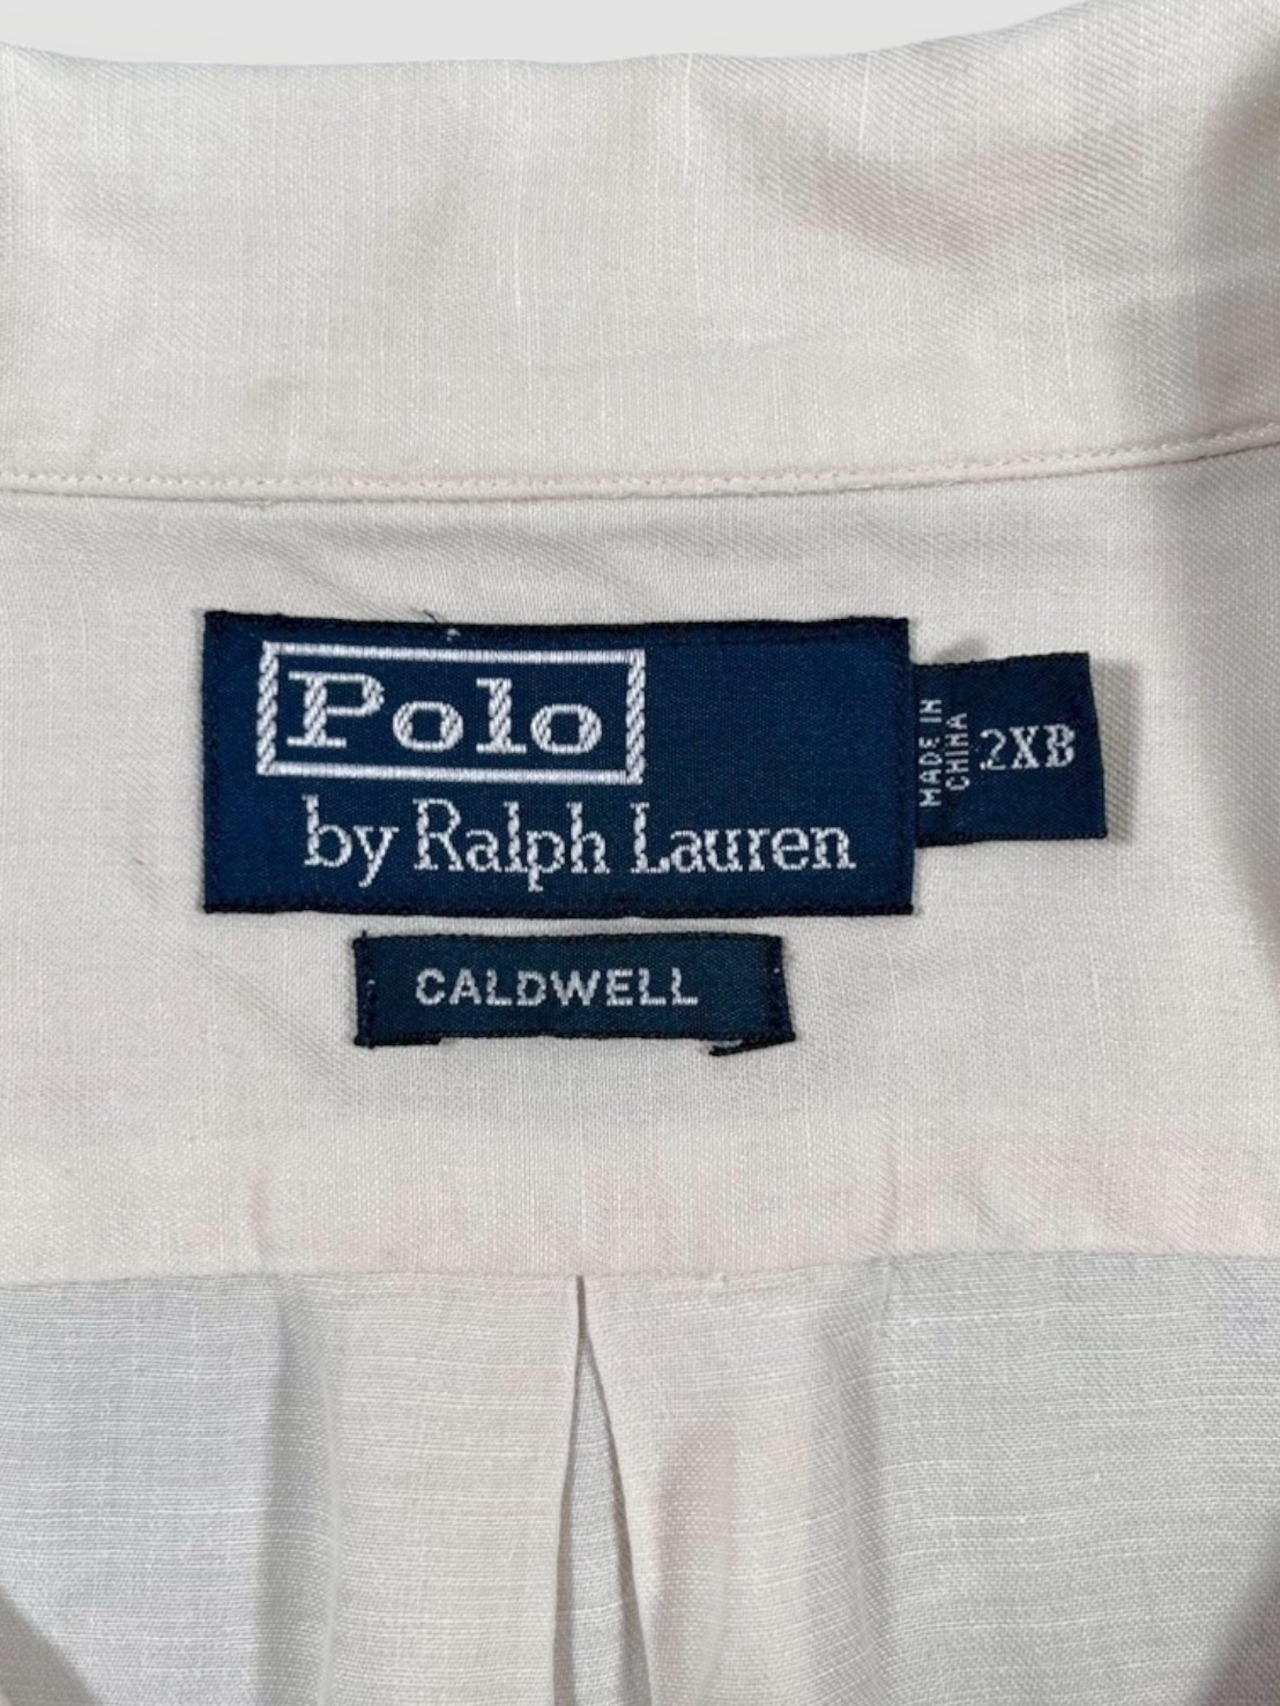 Polo
by Ralph Lauren
MADE IN
CHINA
2XB
CALDWELL